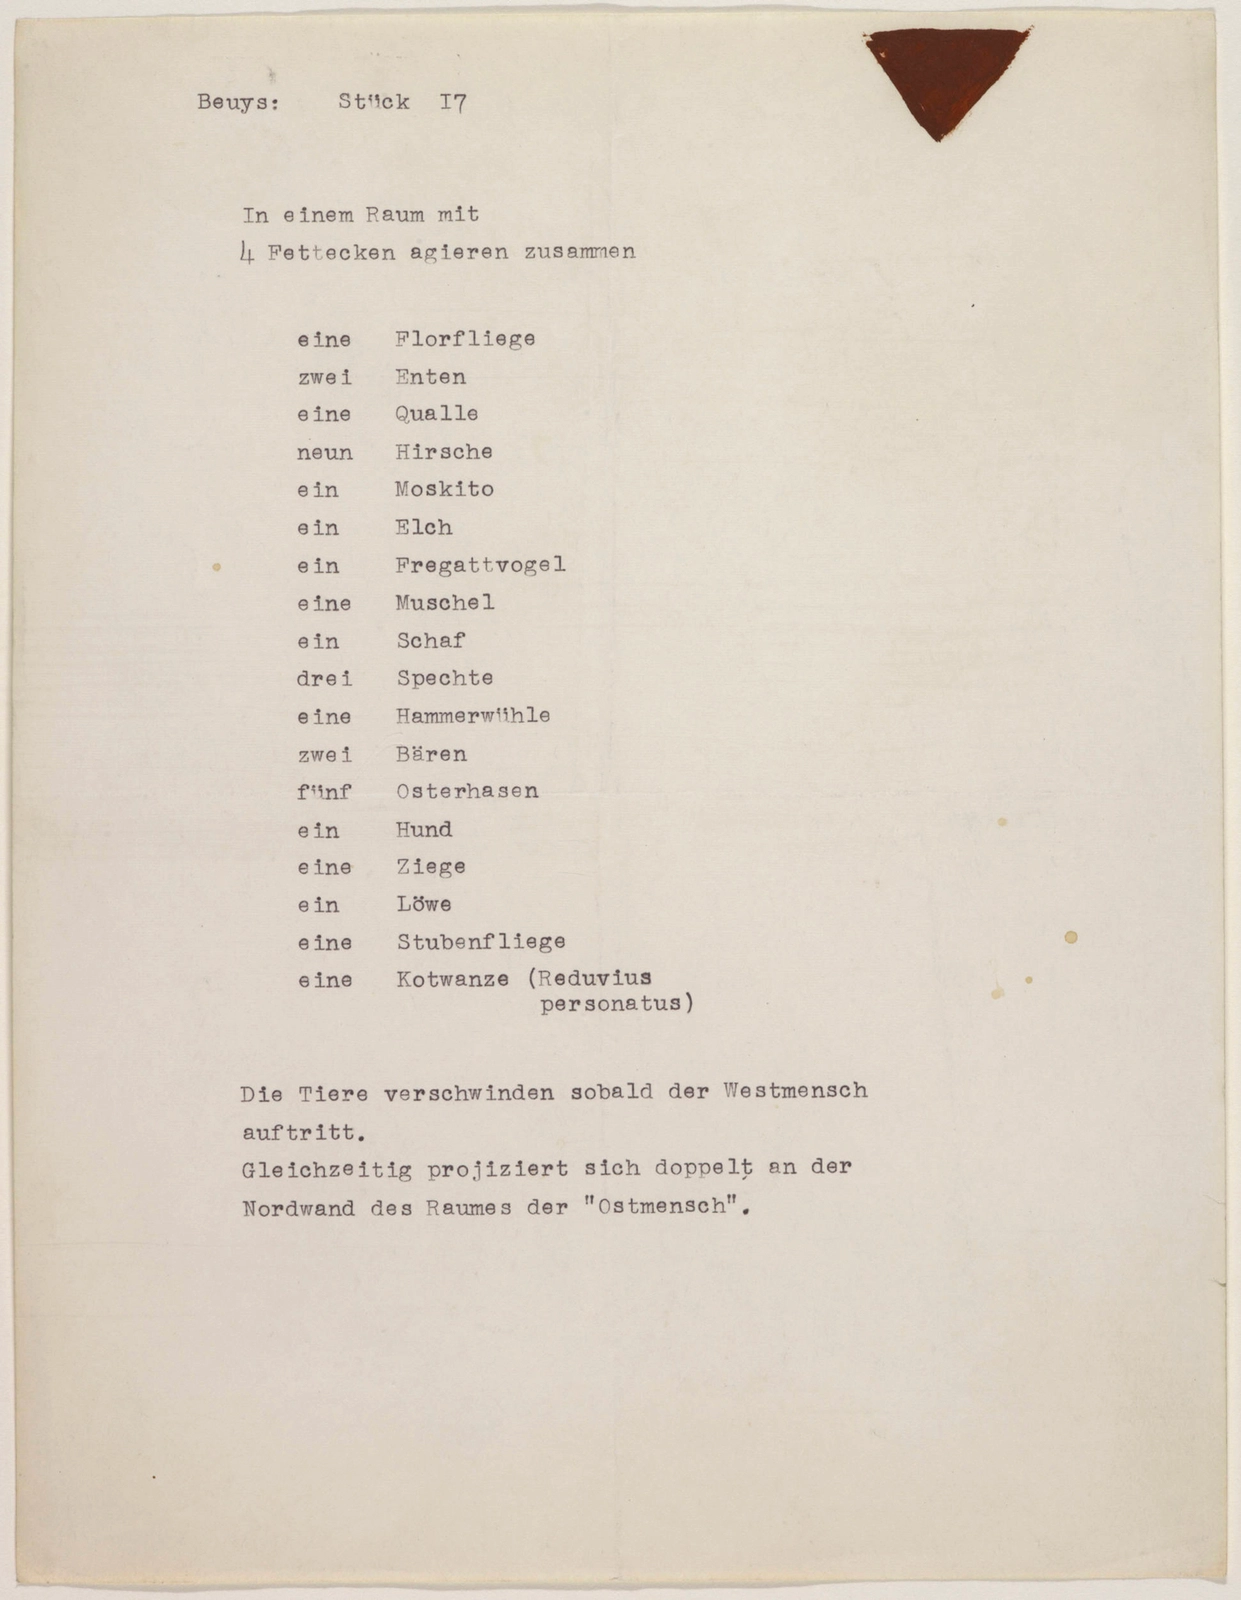 Beuys: Stück I7
In einem Raum mit
4 Fettecken agieren zusammen
eine Florfliege
zwei Enten
eine Qualle
neun Hirsche
ein Moskito
ein Elch
ein Fregattvogel
eine Muschel
ein Schaf
drei Spechte
eine Hammerwühle
zwei Bären
fünf Osterhasen
ein Hund
eine Ziege
ein Löwe
eine Stubenfliege
eine Kotwanze (Reduvius
personatus)
Die Tiere verschwinden sobald der Westmensch
auftritt.
Gleichzeitig projiziert sich doppelt an der
Nordwand des Raumes der "Ostmensch".